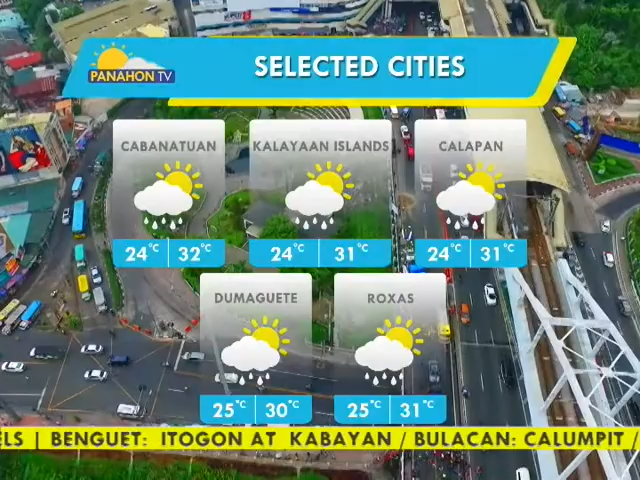 PANAHON TV
SELECTED CITIES
CABANATUAN
24°C 32°C
KALAYAAN ISLANDS
24°C 31°C
CALAPAN
24°C 31°C
DUMAGUETE
25°C 30°C
ROXAS
25°C 31°C
ELS | BENGUET: ITOGON AT KABAYAN / BULACAN: CALUMPIT /